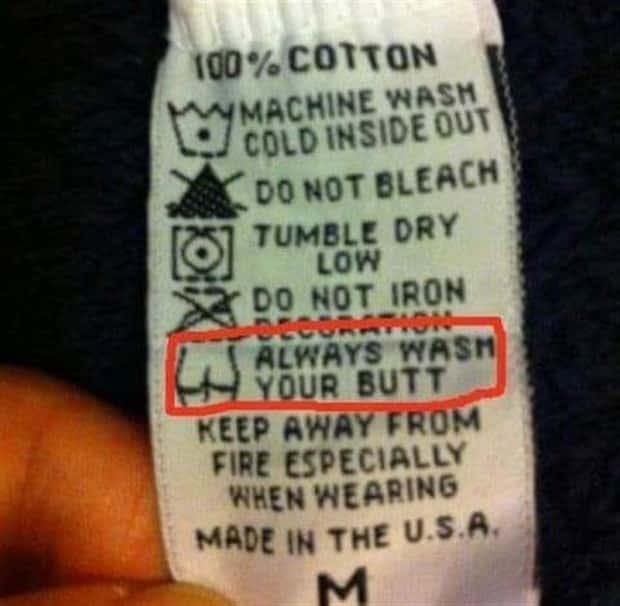 100% COTTON
MACHINE WASH
COLD INSIDE OUT
DO NOT BLEACH
TUMBLE DRY
LOW
DO NOT IRON
DECORATION
ALWAYS WASH
YOUR BUTT
KEEP AWAY FROM
FIRE ESPECIALLY
WHEN WEARING
MADE IN THE U.S.A.
M